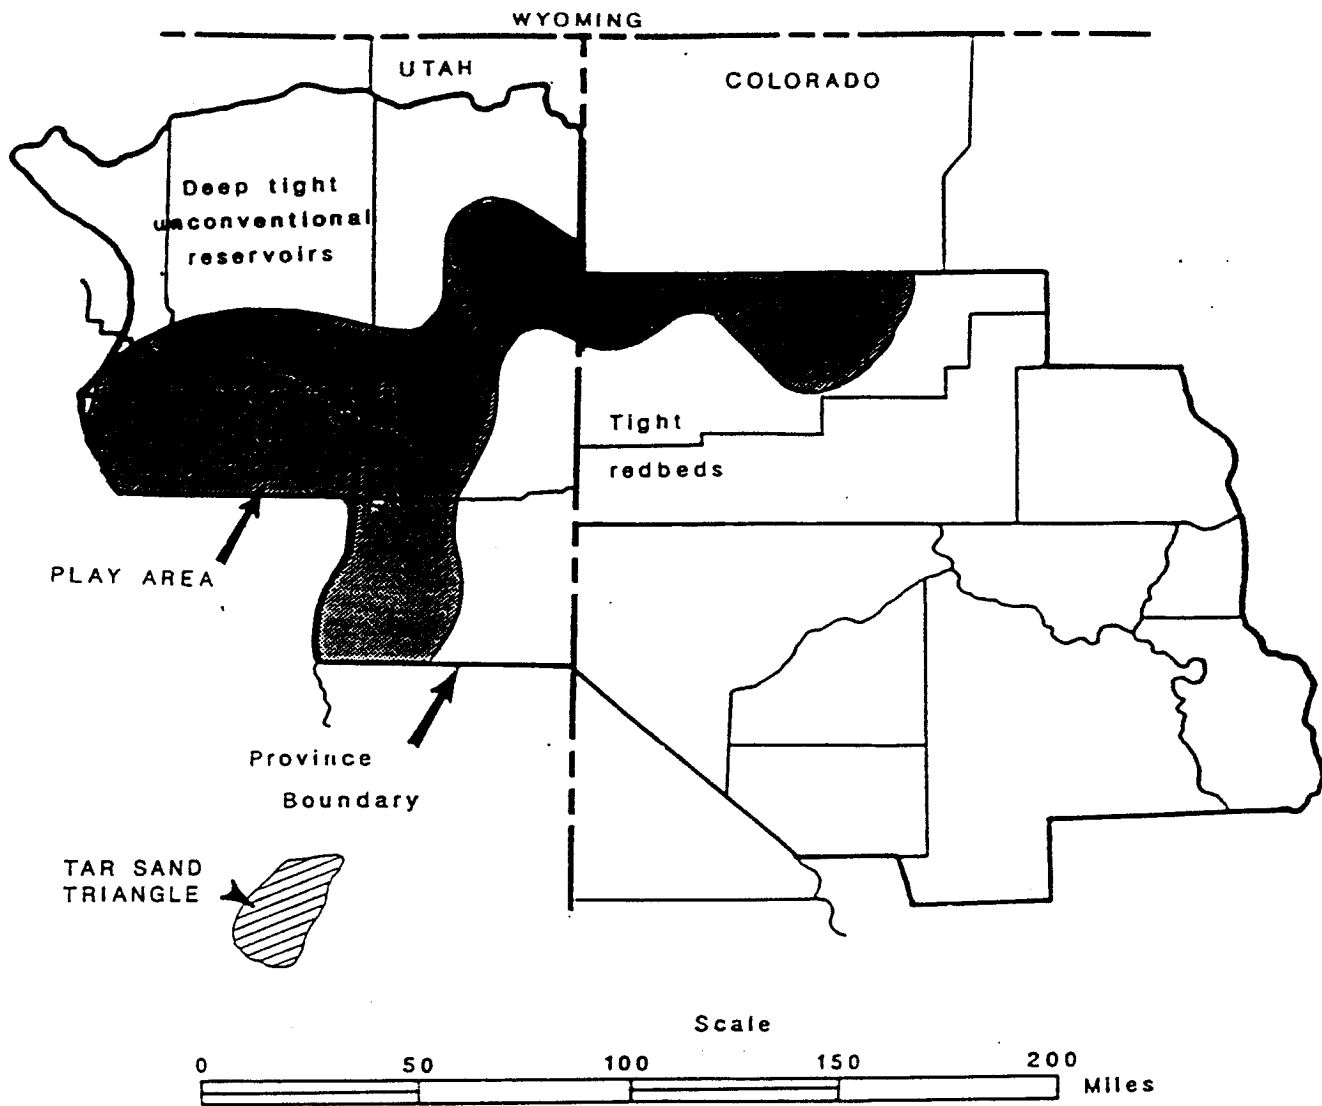 WYOMING
UTAH
COLORADO
Deep tight
unconventional
reservoirs
Tight
redbeds
PLAY AREA
Province
Boundary
TAR SAND
TRIANGLE
Scale
0 50 100 150 200
Miles